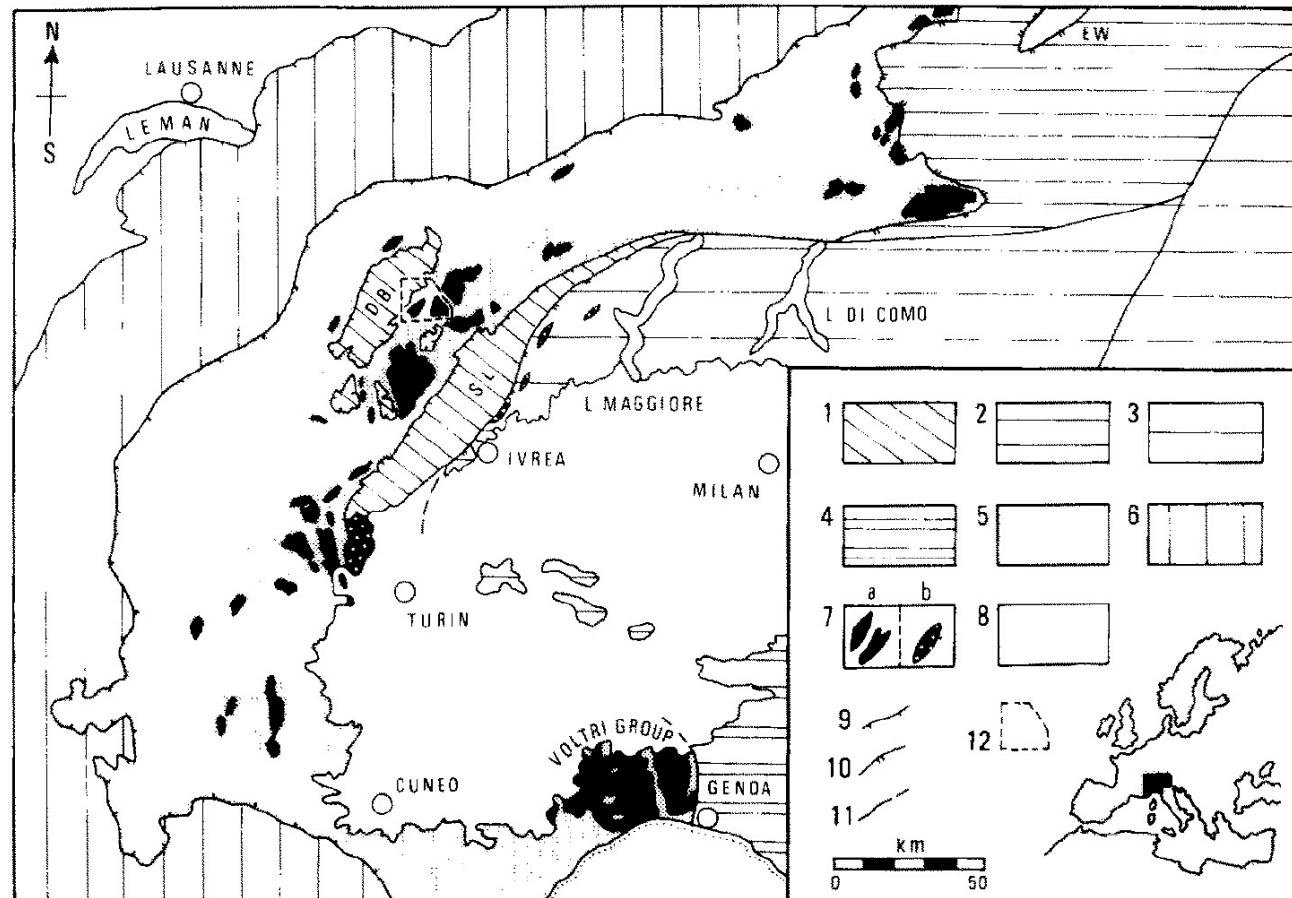 N
S
LAUSANNE
LEMAN
EW
DB
SL
L DI COMO
L MAGGIORE
IVREA
MILAN
TURIN
VOLTRI GROUP
CUNEO
GENOA
1
2
3
4
5
6
a b
7
8
9
10
11
12
km
0 50